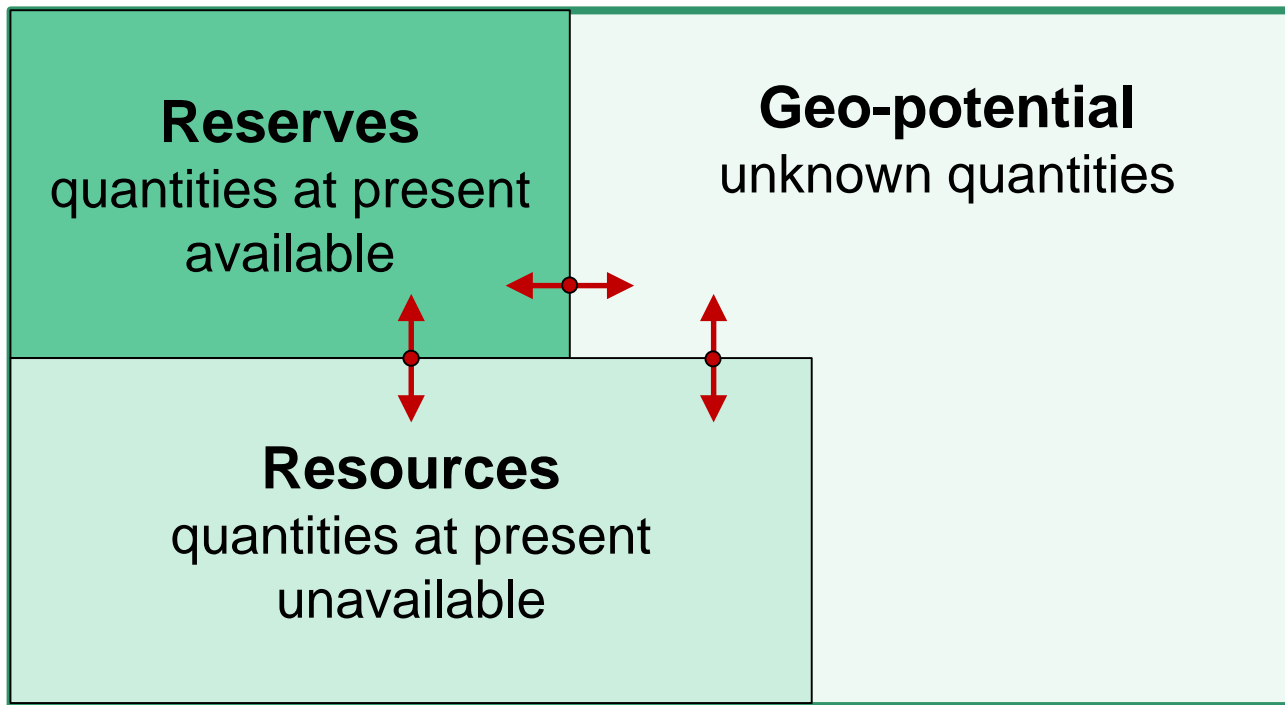 Reserves
quantities at present
available
Geo-potential
unknown quantities
Resources
quantities at present
unavailable